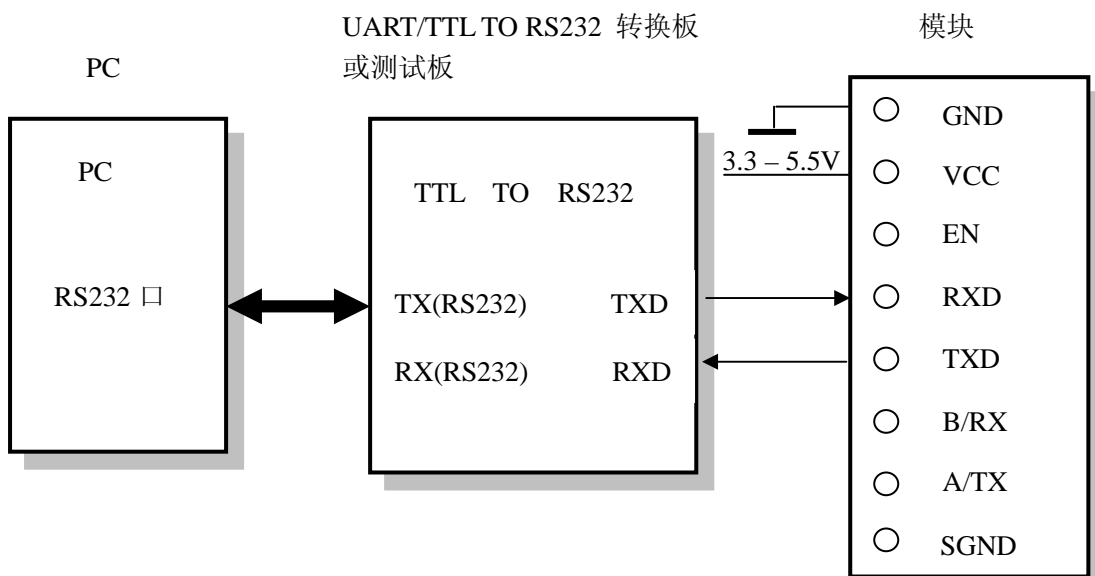 UART/TTL TO RS232 转换板
或测试板
模块
PC
PC
RS232 口
TTL TO RS232
TX(RS232) TXD
RX(RS232) RXD
3.3 – 5.5V
GND
VCC
EN
RXD
TXD
B/RX
A/TX
SGND